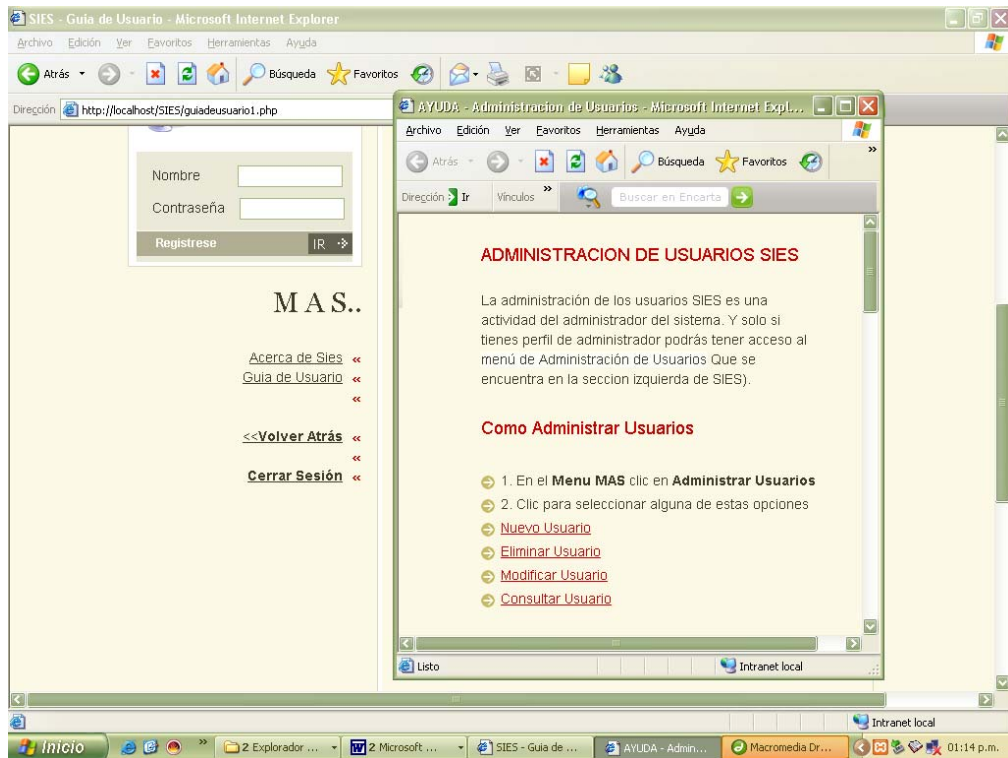 SIES - Guia de Usuario - Microsoft Internet Explorer
Archivo Edición Ver Favoritos Herramientas Ayuda
Atrás Búsqueda Favoritos
Dirección http://localhost/SIES/guiadeusuario1.php
Nombre
Contraseña
Registrese IR
M A S..
Acerca de Sies «
Guia de Usuario «
«
<<Volver Atrás «
«
Cerrar Sesión «
AYUDA - Administracion de Usuarios - Microsoft Internet Expl...
Archivo Edición Ver Favoritos Herramientas Ayuda
Atrás Búsqueda Favoritos »
Dirección Ir Vínculos » Buscar en Encarta
ADMINISTRACION DE USUARIOS SIES
La administración de los usuarios SIES es una
actividad del administrador del sistema. Y solo si
tienes perfil de administrador podrás tener acceso al
menú de Administración de Usuarios Que se
encuentra en la seccion izquierda de SIES).
Como Administrar Usuarios
1. En el Menu MAS clic en Administrar Usuarios
2. Clic para seleccionar alguna de estas opciones
Nuevo Usuario
Eliminar Usuario
Modificar Usuario
Consultar Usuario
Listo Intranet local
Intranet local
Inicio » 2 Explorador ... 2 Microsoft ... SIES - Guia de ... AYUDA - Admin... Macromedia Dr... 01:14 p.m.